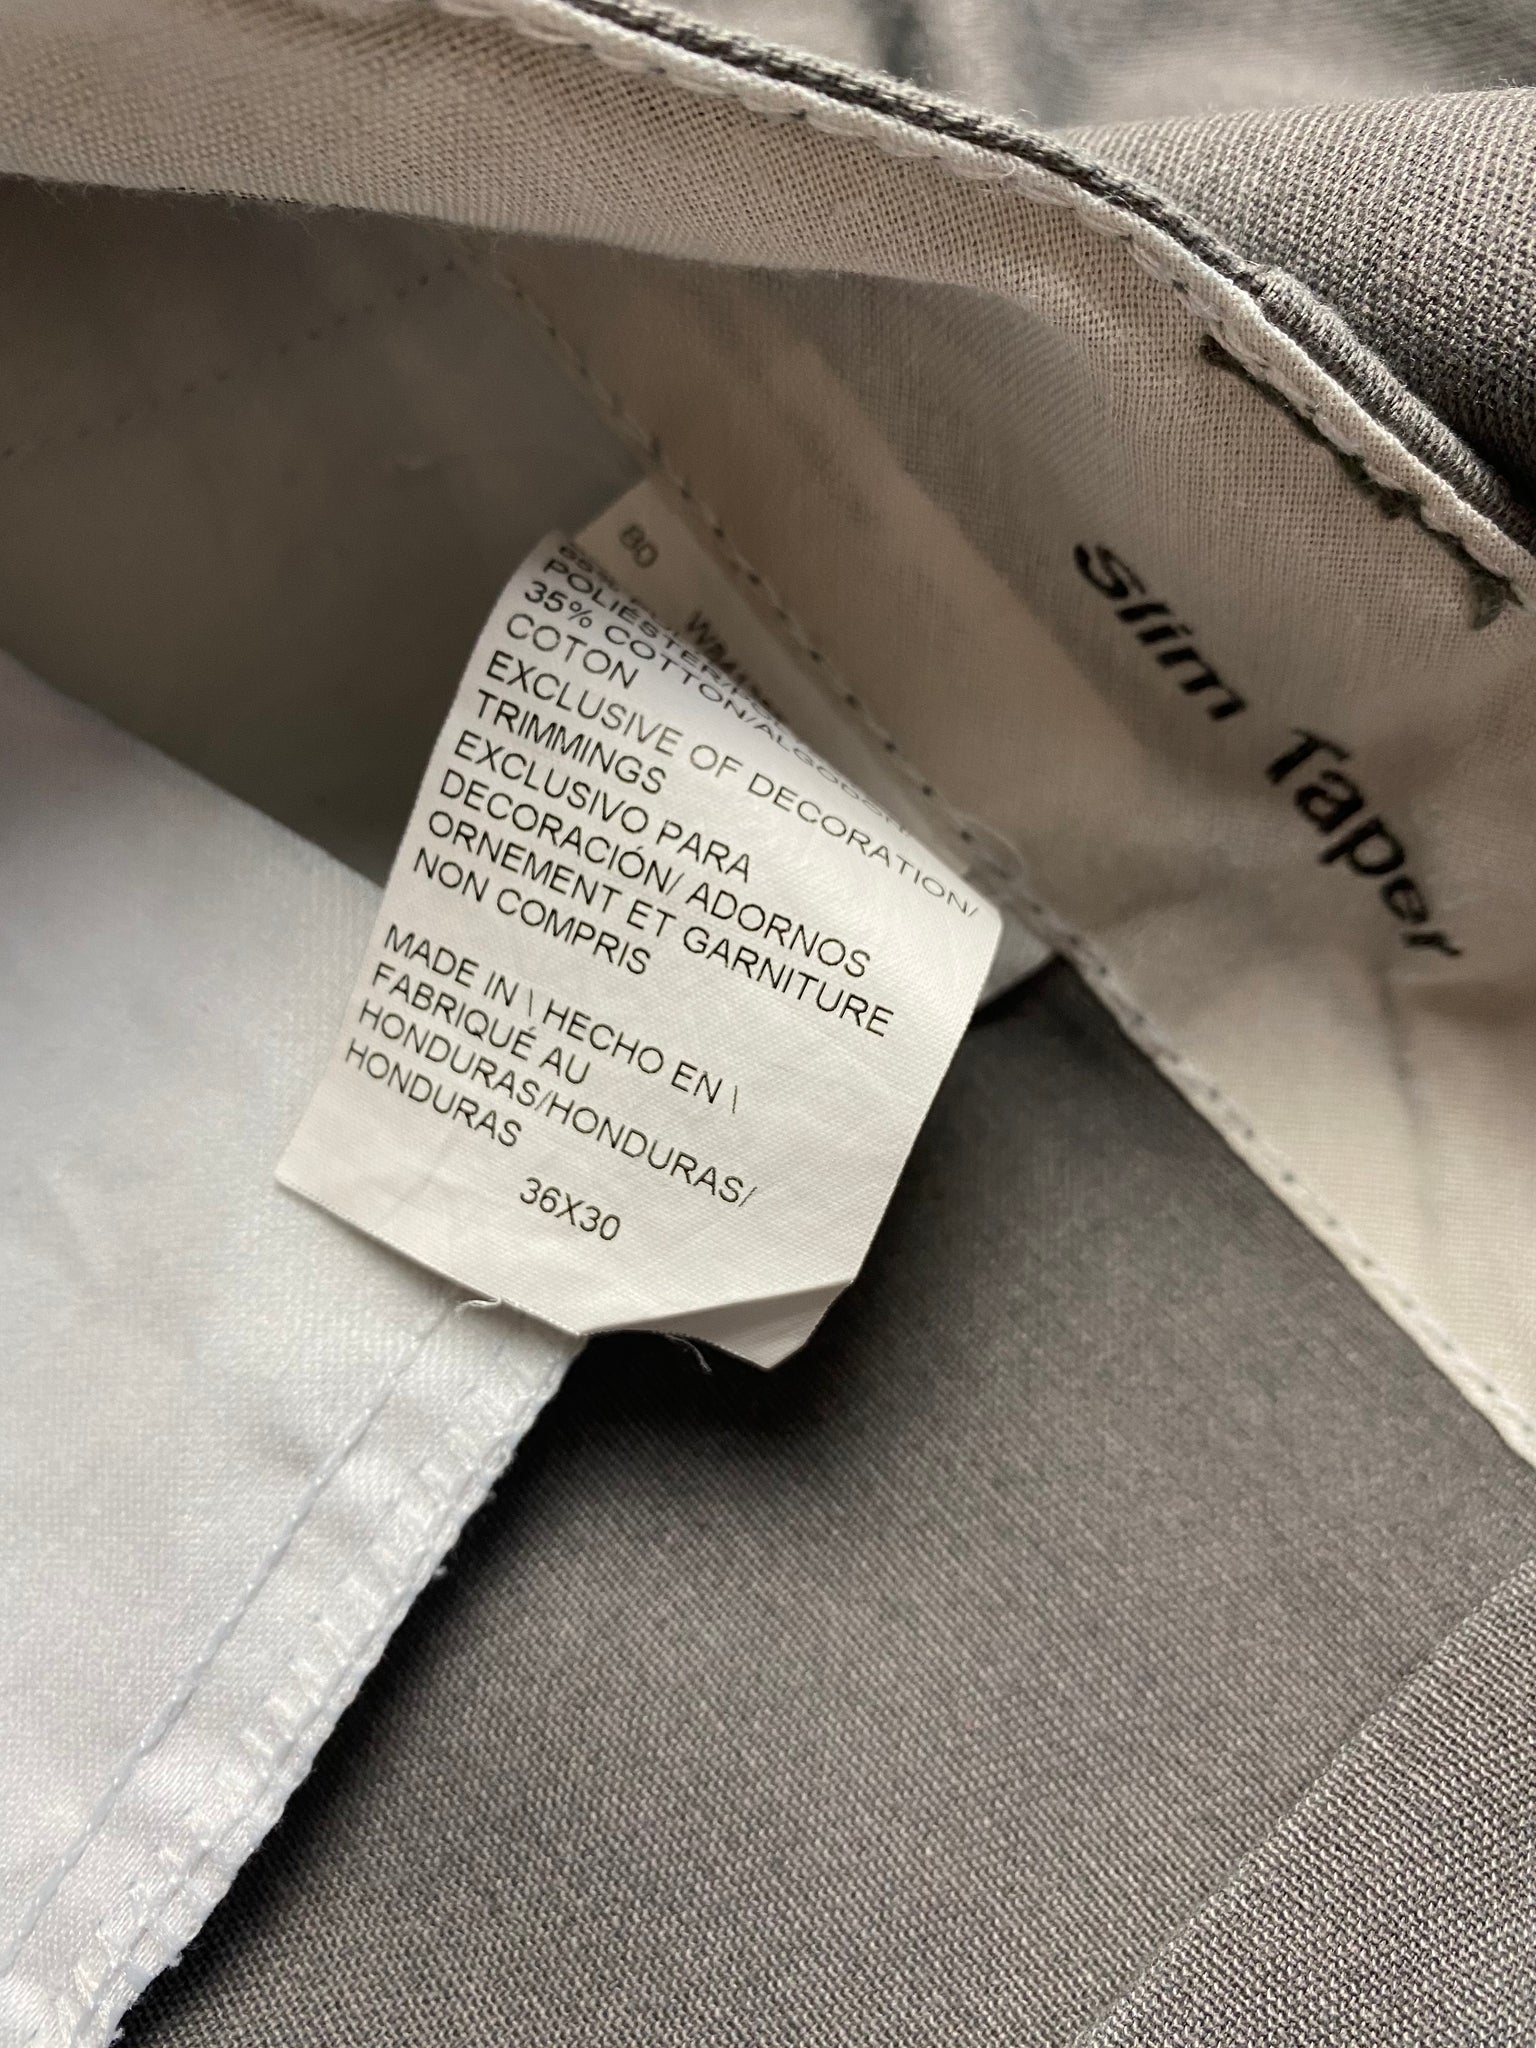 80
POLIÉSTER/
35% COTTON/ALGODÓN
COTON
EXCLUSIVE OF DECORATION/
TRIMMINGS
EXCLUSIVO PARA
DECORACIÓN/ ADORNOS
ORNEMENT ET GARNITURE
NON COMPRIS
MADE IN \ HECHO EN \
FABRIQUÉ AU
HONDURAS/HONDURAS/
HONDURAS
36X30
Slim Taper